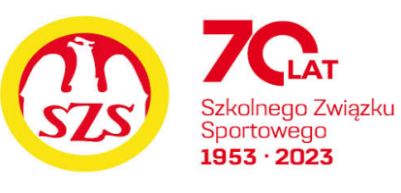 SZS
70 LAT
Szkolnego Związku
Sportowego
1953 · 2023